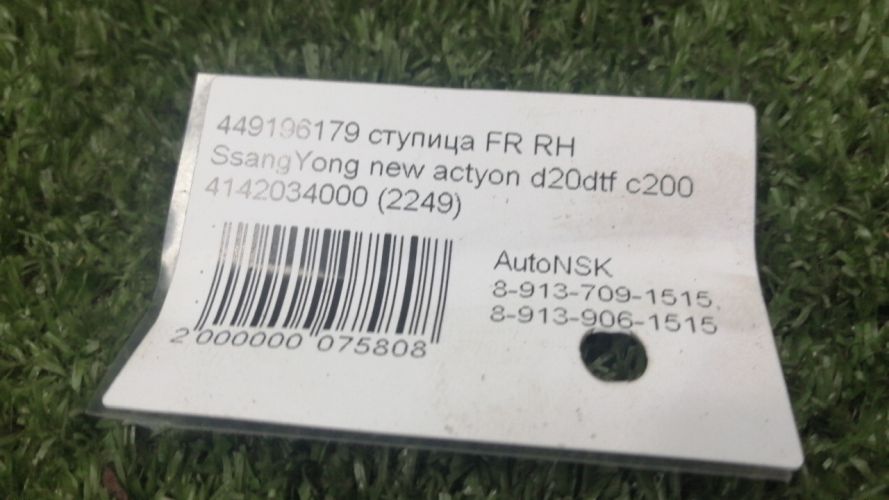 449196179 ступица FR RH
SsangYong new actyon d20dtf c200
4142034000 (2249)
AutoNSK
8-913-709-1515,
8-913-906-1515
2 000000 075808